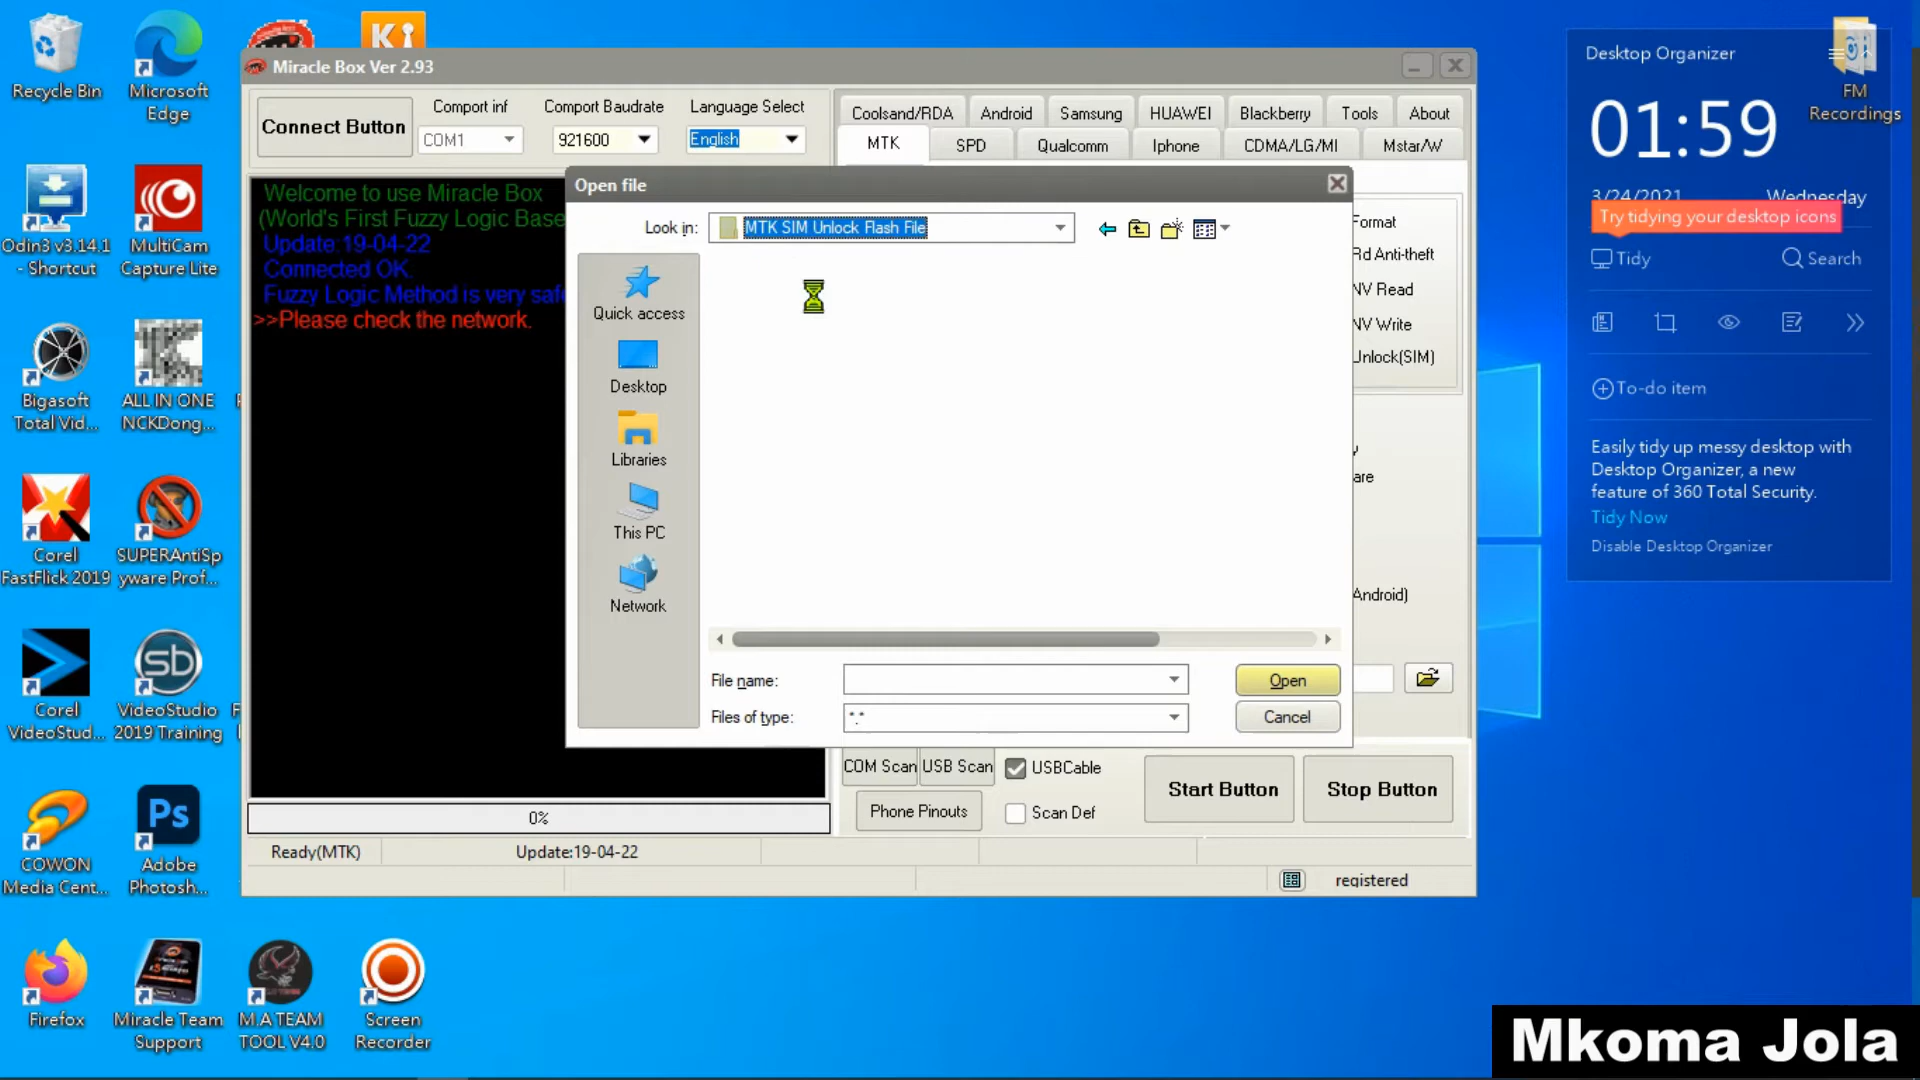 Recycle Bin
Microsoft
Edge
Ki
Odin3 v3.14.1
- Shortcut
MultiCam
Capture Lite
Bigasoft
Total Vid...
ALL IN ONE
NCKDong...
Corel
FastFlick 2019
SUPERAntiSp
yware Prof...
Corel
VideoStud...
VideoStudio
2019 Training
COWON
Media Cent...
Ps
Adobe
Photosh...
Firefox
Miracle Team
Support
M.A TEAM
TOOL V4.0
Screen
Recorder
Miracle Box Ver 2.93
Connect Button
Comport inf
COM1
Comport Baudrate
921600
Language Select
English
Coolsand/RDA
Android
Samsung
HUAWEI
Blackberry
Tools
About
MTK
SPD
Qualcomm
Iphone
CDMA/LG/MI
Mstar/W
Welcome to use Miracle Box
(World's First Fuzzy Logic Base
Update:19-04-22
Connected OK.
Fuzzy Logic Method is very safe
>>Please check the network.
Open file
Look in:
MTK SIM Unlock Flash File
Quick access
Desktop
Libraries
This PC
Network
File name:
Files of type:
*.*
Open
Cancel
Format
Rd Anti-theft
NV Read
NV Write
Unlock(SIM)
are
Android)
COM Scan
USB Scan
USBCable
Phone Pinouts
Scan Def
Start Button
Stop Button
0%
Ready(MTK)
Update:19-04-22
registered
Desktop Organizer
01:59
3/24/2021
Wednesday
Try tidying your desktop icons
Tidy
Search
To-do item
Easily tidy up messy desktop with
Desktop Organizer, a new
feature of 360 Total Security.
Tidy Now
Disable Desktop Organizer
FM
Recordings
Mkoma Jola